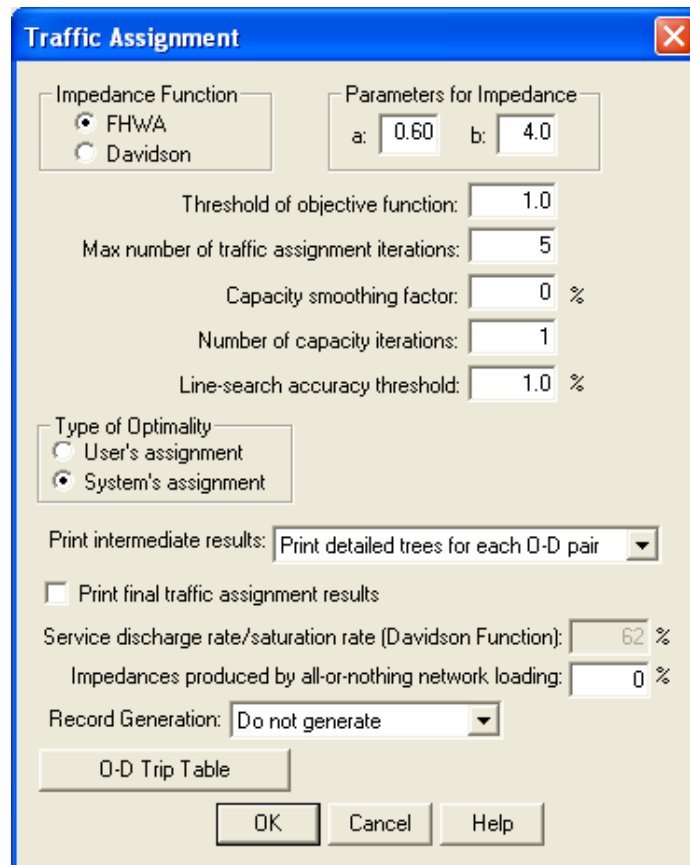 Traffic Assignment
Impedance Function
FHWA
Davidson
Parameters for Impedance
a: 0.60 b: 4.0
Threshold of objective function: 1.0
Max number of traffic assignment iterations: 5
Capacity smoothing factor: 0 %
Number of capacity iterations: 1
Line-search accuracy threshold: 1.0 %
Type of Optimality
User's assignment
System's assignment
Print intermediate results: Print detailed trees for each O-D pair
Print final traffic assignment results
Service discharge rate/saturation rate (Davidson Function): 62 %
Impedances produced by all-or-nothing network loading: 0 %
Record Generation: Do not generate
O-D Trip Table
OK Cancel Help